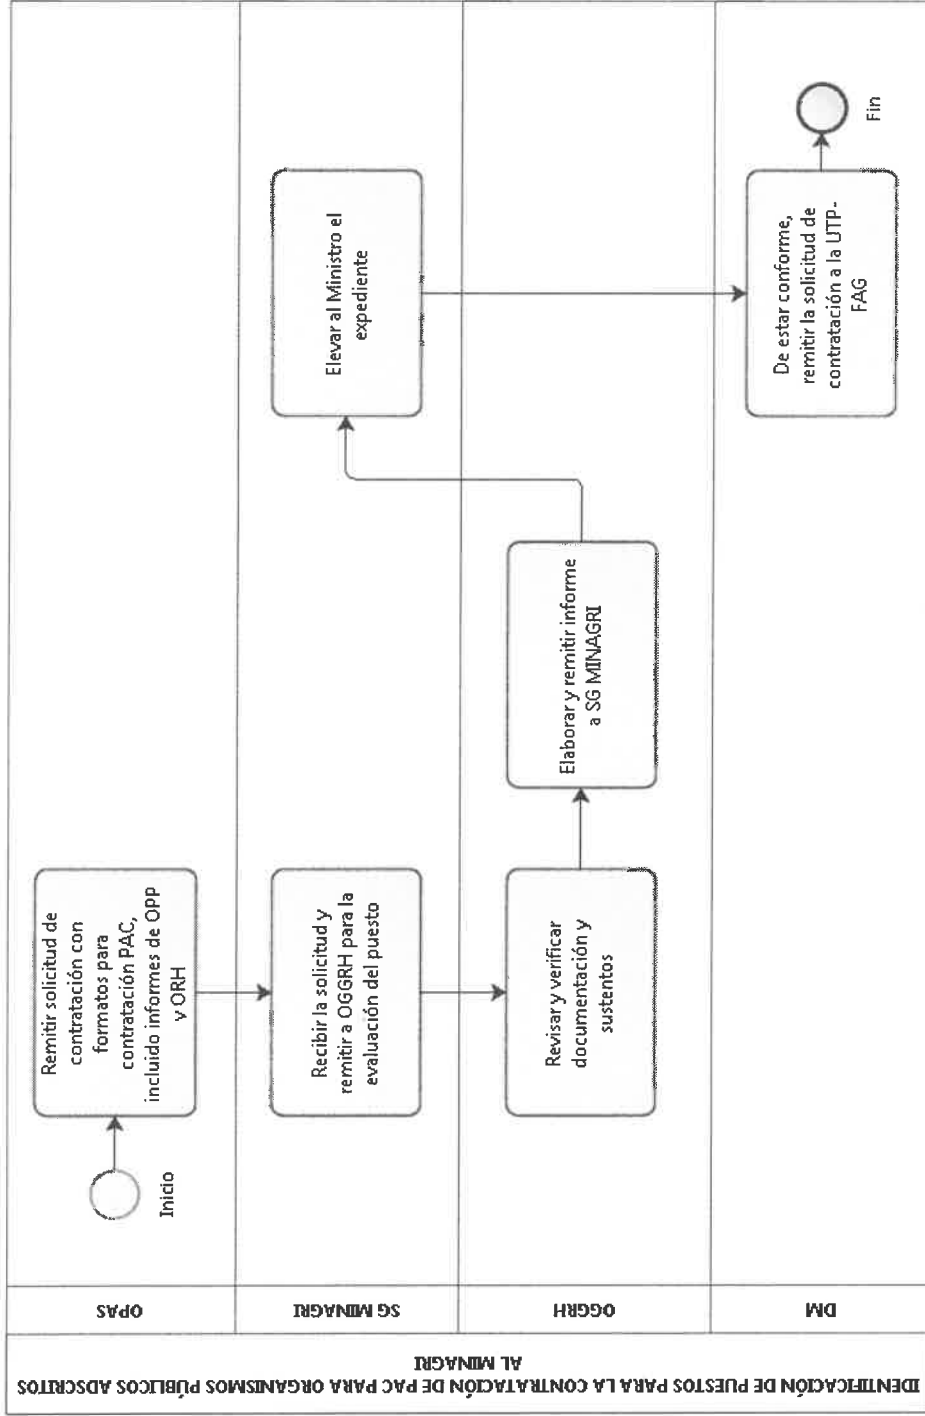 IDENTIFICACIÓN DE PUESTOS PARA LA CONTRATACIÓN DE PAC PARA ORGANISMOS PÚBLICOS ADSCRITOS
AL MINAGRI
OPAS
Inicio
Remitir solicitud de
contratación con
formatos para
contratación PAC,
incluido informes de OPP
y ORH
SG MINAGRI
Recibir la solicitud y
remitir a OGGRH para la
evaluación del puesto
Elevar al Ministro el
expediente
OGGRH
Revisar y verificar
documentación y
sustentos
Elaborar y remitir informe
a SG MINAGRI
DM
De estar conforme,
remitir la solicitud de
contratación a la UTP-
FAG
Fin